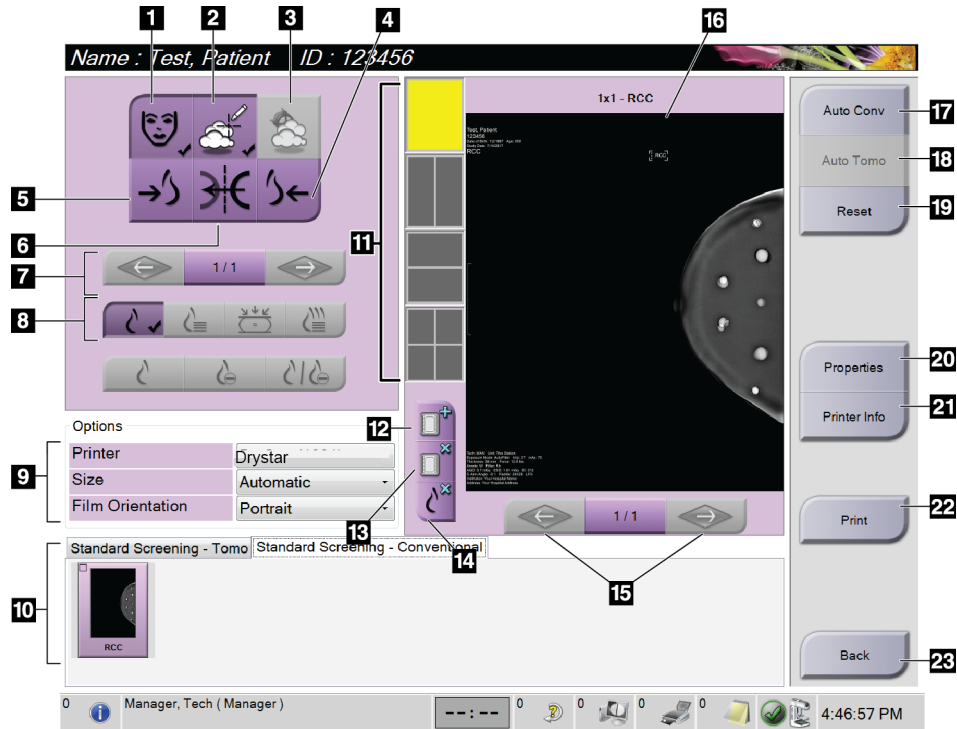 1 2 3 4 16
Name : Test, Patient ID : 123456
1x1 - RCC
Auto Conv 17
Test, Patient
123456
RCC
RCC
Auto Tomo 18
5
Reset 19
6
11
7 1 / 1
8
Properties 20
Printer Info 21
Options
12
9
Printer Drystar
Size Automatic
Film Orientation Portrait
13
14
1 / 1
15
Print 22
Standard Screening - Tomo Standard Screening - Conventional
10
RCC
Back 23
0 Manager, Tech ( Manager ) --:-- 0 0 0 0 4:46:57 PM